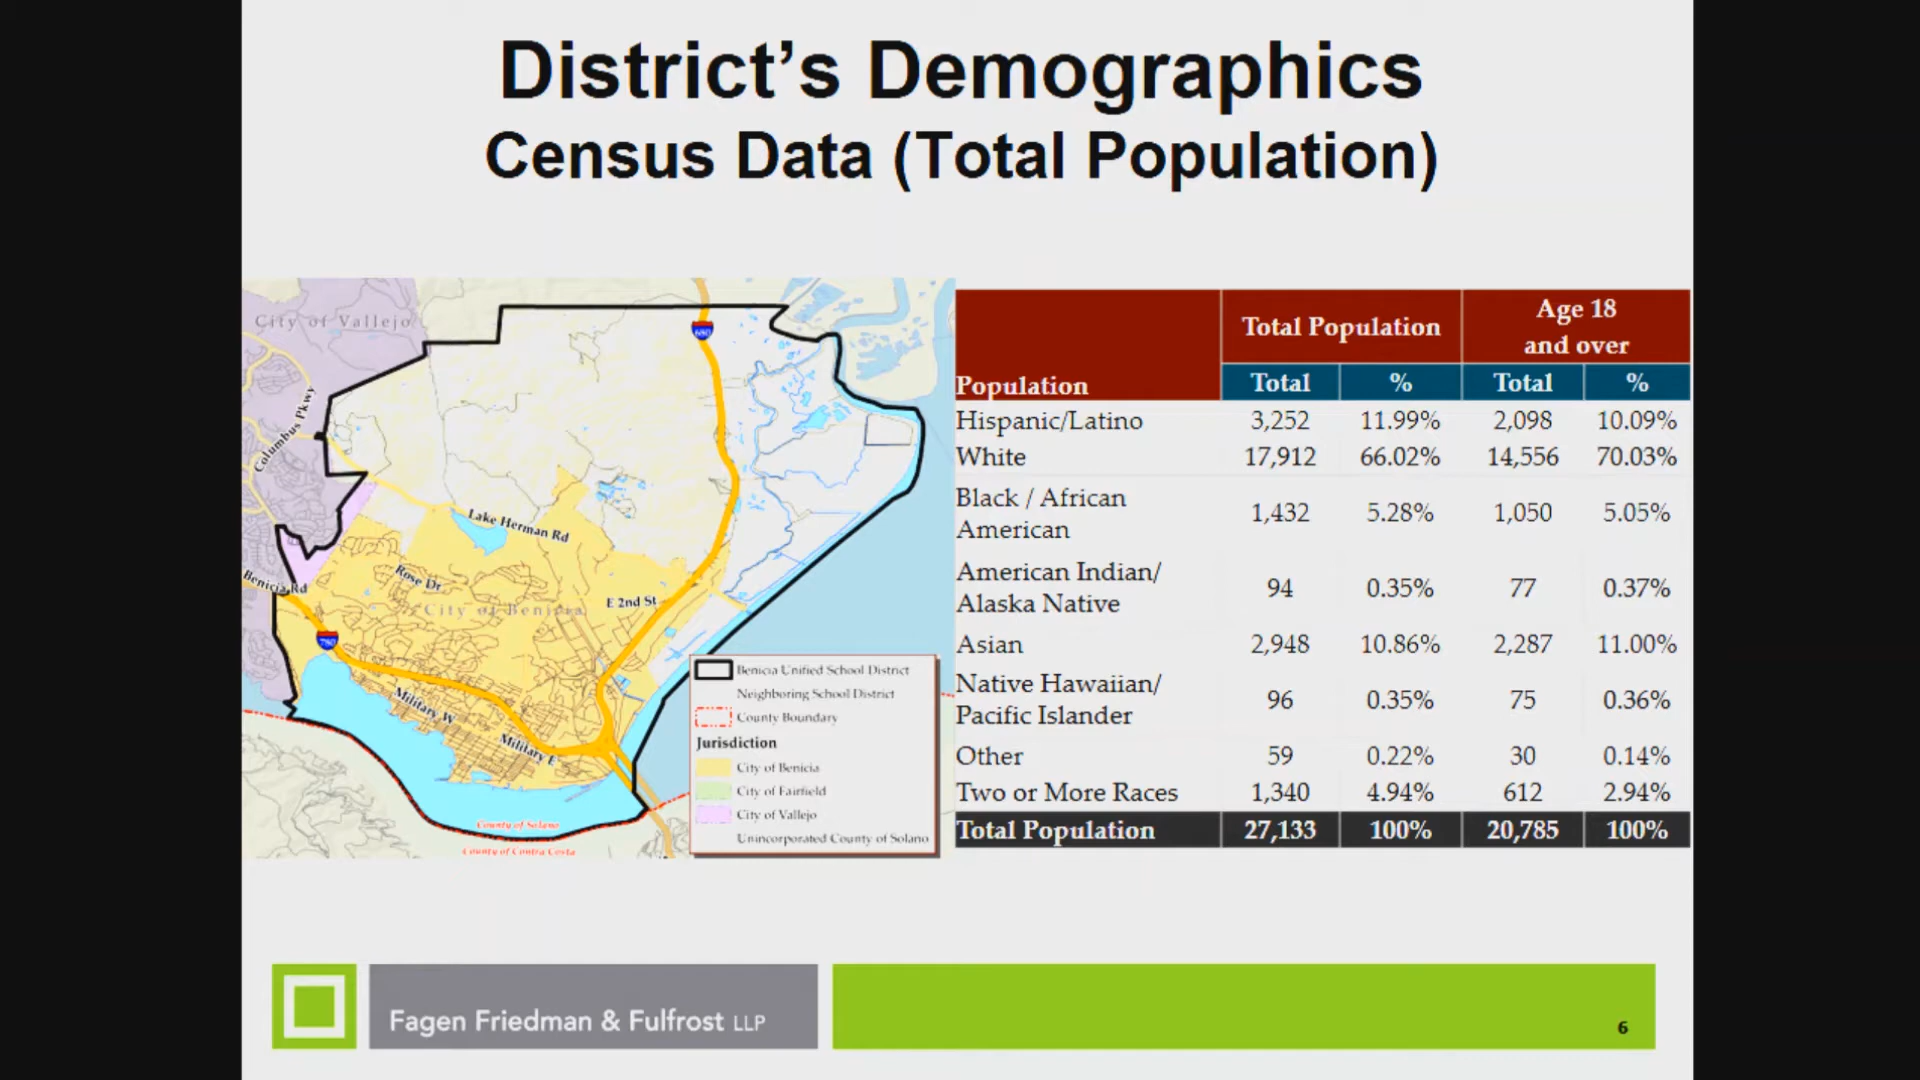 District's Demographics
Census Data (Total Population)
City of Vallejo
680
Columbus Pkwy
Lake Herman Rd
Benicia Rd
Rose Dr
City of Benicia
E 2nd St
780
Military W
Military E
County of Solano
County of Contra Costa
Benicia Unified School District
Neighboring School District
County Boundary
Jurisdiction
City of Benicia
City of Fairfield
City of Vallejo
Unincorporated County of Solano
Population Total Population Age 18
and over
Total % Total %
Hispanic/Latino 3,252 11.99% 2,098 10.09%
White 17,912 66.02% 14,556 70.03%
Black / African
American 1,432 5.28% 1,050 5.05%
American Indian/
Alaska Native 94 0.35% 77 0.37%
Asian 2,948 10.86% 2,287 11.00%
Native Hawaiian/
Pacific Islander 96 0.35% 75 0.36%
Other 59 0.22% 30 0.14%
Two or More Races 1,340 4.94% 612 2.94%
Total Population 27,133 100% 20,785 100%
Fagen Friedman & Fulfrost LLP
6